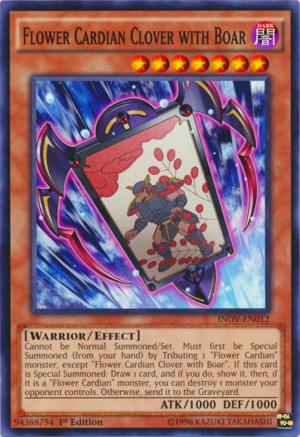 FLOWER CARDIAN CLOVER WITH BOAR
DARK
闇
INOV-EN012
[WARRIOR/EFFECT]
Cannot be Normal Summoned/Set. Must first be Special
Summoned (from your hand) by Tributing 1 "Flower Cardian"
monster, except "Flower Cardian Clover with Boar". If this card
is Special Summoned: Draw 1 card, and if you do, show it, then, if
it is a "Flower Cardian" monster, you can destroy 1 monster your
opponent controls. Otherwise, send it to the Graveyard.
ATK/1000 DEF/1000
94388754 1st Edition ©1996 KAZUKI TAKAHASHI